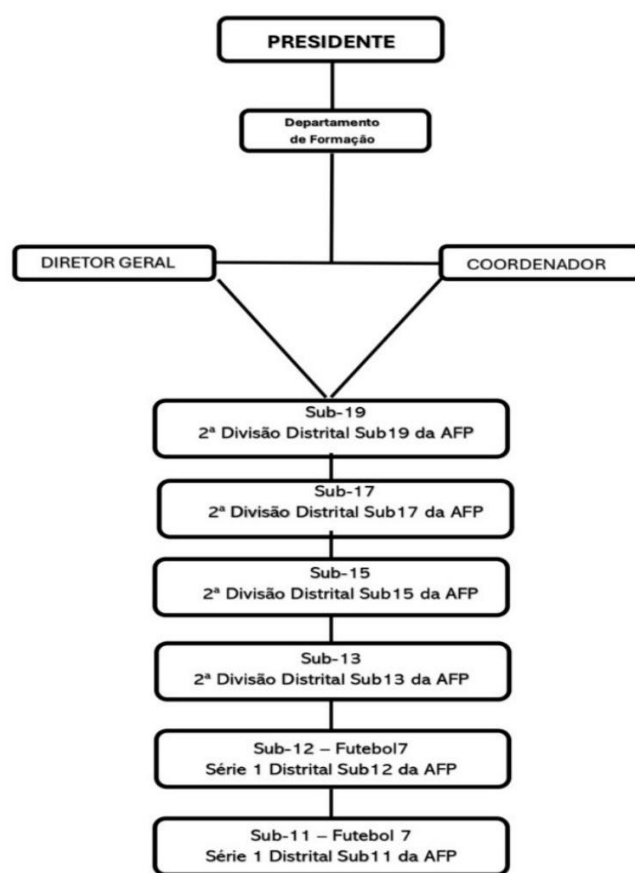 PRESIDENTE
Departamento
de Formação
DIRETOR GERAL
COORDENADOR
Sub-19
2ª Divisão Distrital Sub19 da AFP
Sub-17
2ª Divisão Distrital Sub17 da AFP
Sub-15
2ª Divisão Distrital Sub15 da AFP
Sub-13
2ª Divisão Distrital Sub13 da AFP
Sub-12 – Futebol7
Série 1 Distrital Sub12 da AFP
Sub-11 – Futebol 7
Série 1 Distrital Sub11 da AFP